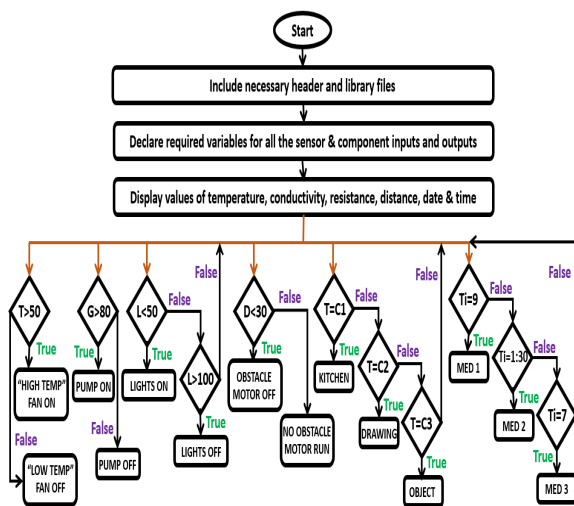 Start
Include necessary header and library files
Declare required variables for all the sensor & component inputs and outputs
Display values of temperature, conductivity, resistance, distance, date & time
T>50
True
"HIGH TEMP"
FAN ON
False
"LOW TEMP"
FAN OFF
G>80
True
PUMP ON
False
PUMP OFF
L<50
False
True
LIGHTS ON
L>100
False
True
LIGHTS OFF
D<30
False
True
OBSTACLE
MOTOR OFF
NO OBSTACLE
MOTOR RUN
T=C1
False
True
KITCHEN
T=C2
False
True
DRAWING
T=C3
False
True
OBJECT
Ti=9
False
True
MED 1
Ti=1:30
False
True
MED 2
Ti=7
False
True
MED 3